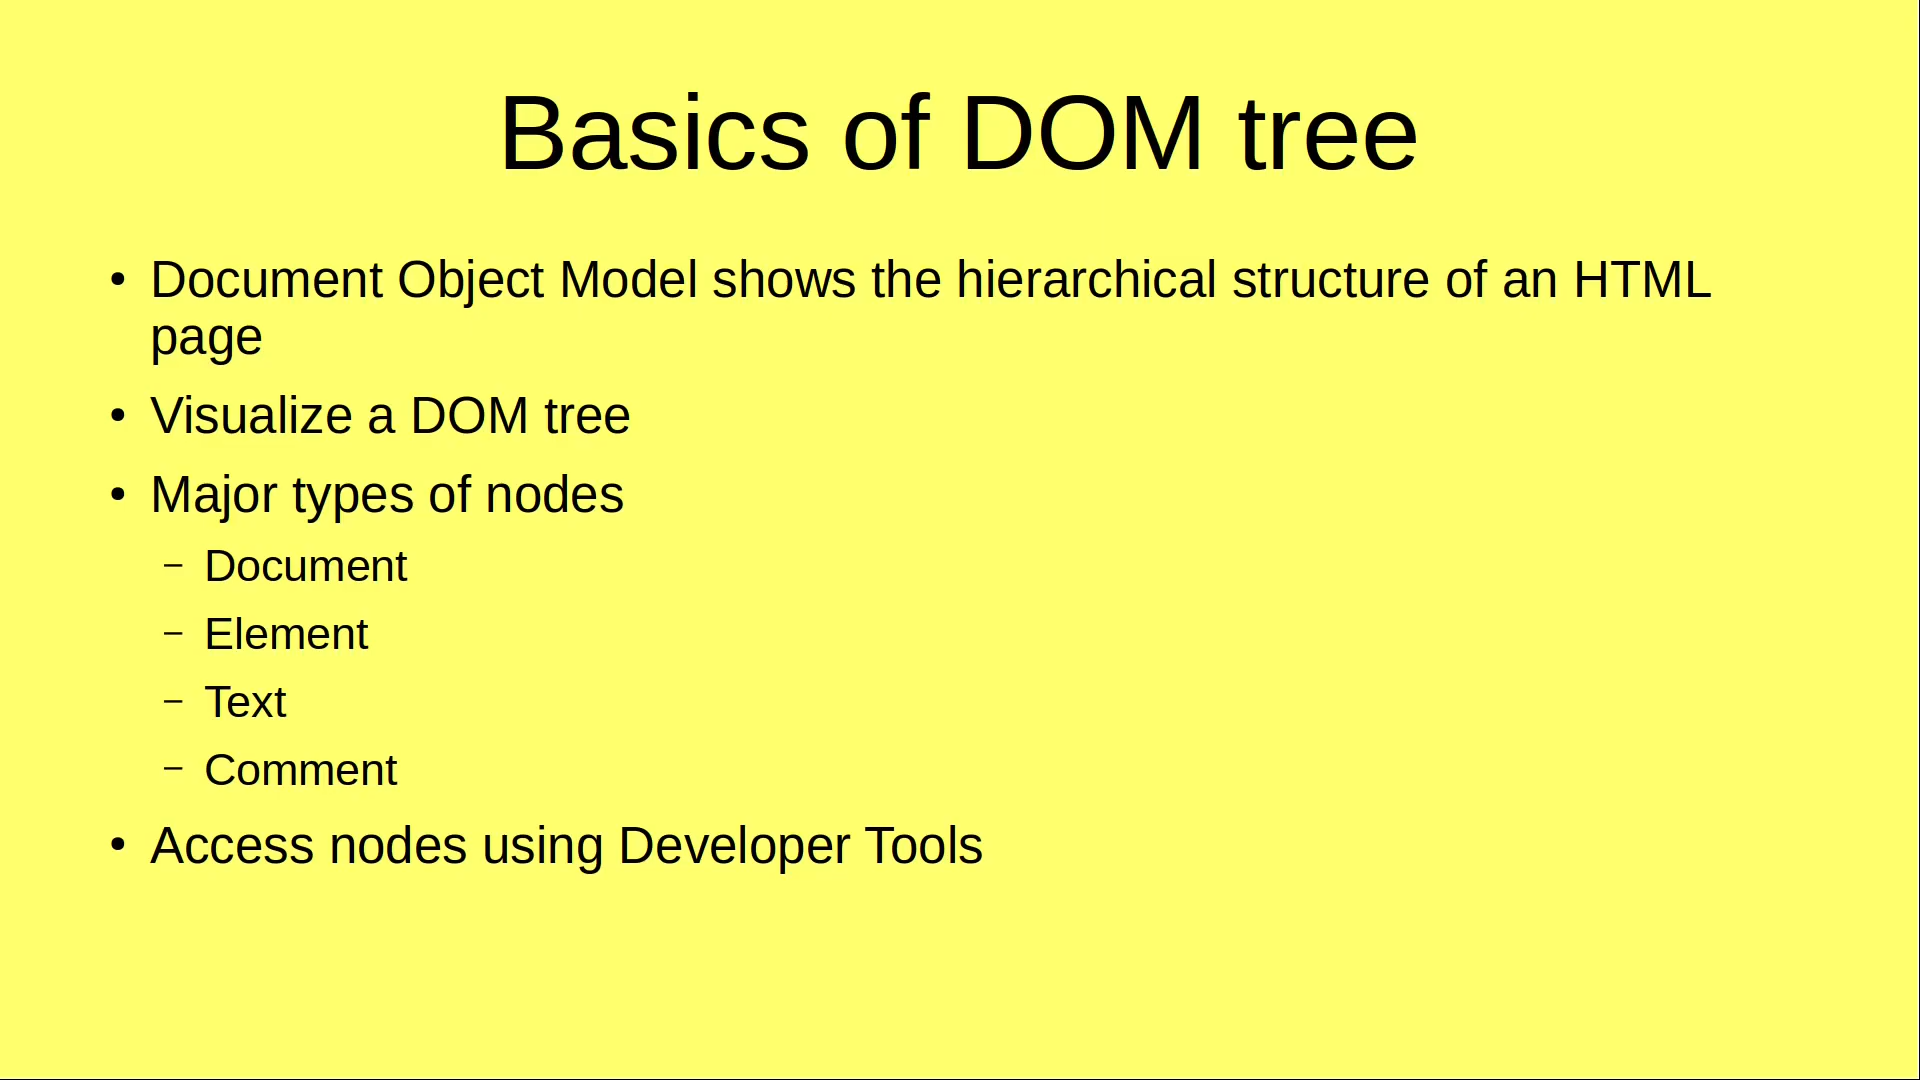 Basics of DOM tree
• Document Object Model shows the hierarchical structure of an HTML
page
• Visualize a DOM tree
• Major types of nodes
– Document
– Element
– Text
– Comment
• Access nodes using Developer Tools